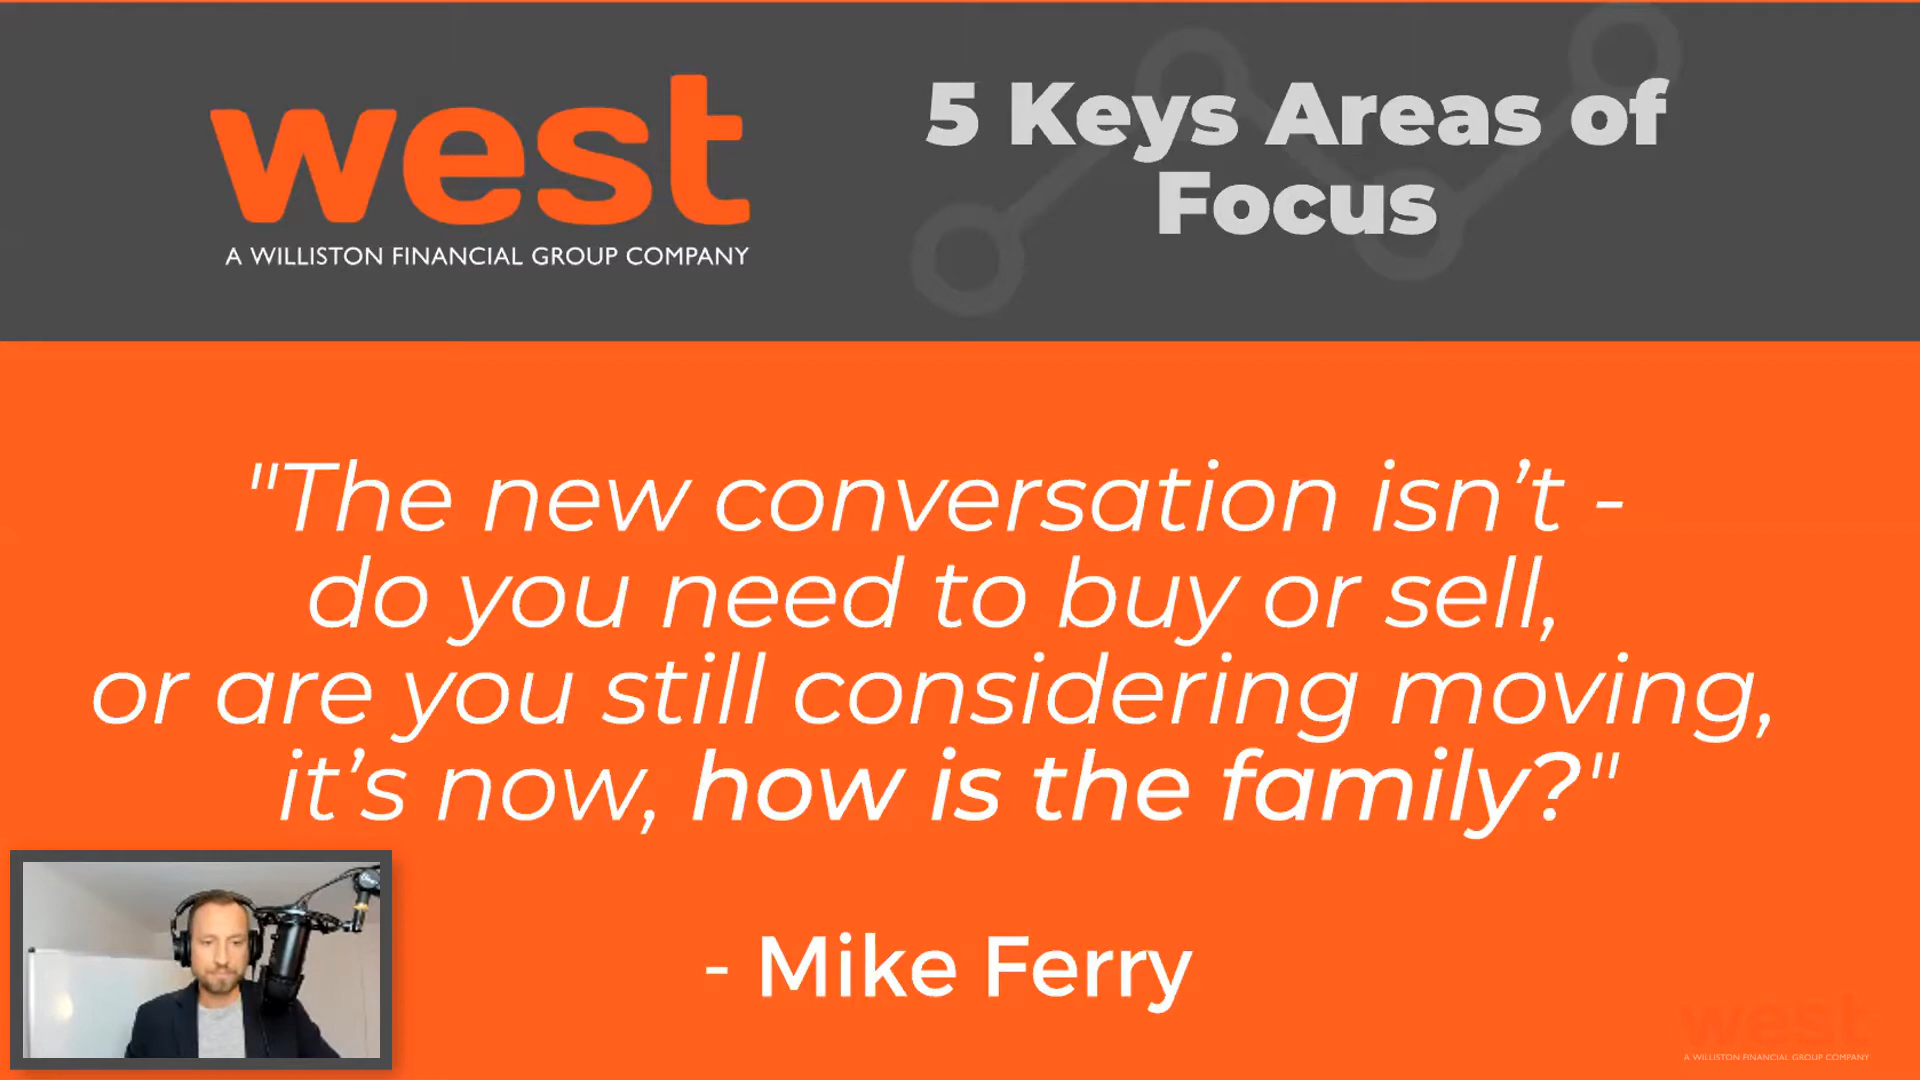 west
A WILLISTON FINANCIAL GROUP COMPANY
5 Keys Areas of
Focus
"The new conversation isn’t -
do you need to buy or sell,
or are you still considering moving,
it’s now, how is the family?"
- Mike Ferry
west
A WILLISTON FINANCIAL GROUP COMPANY